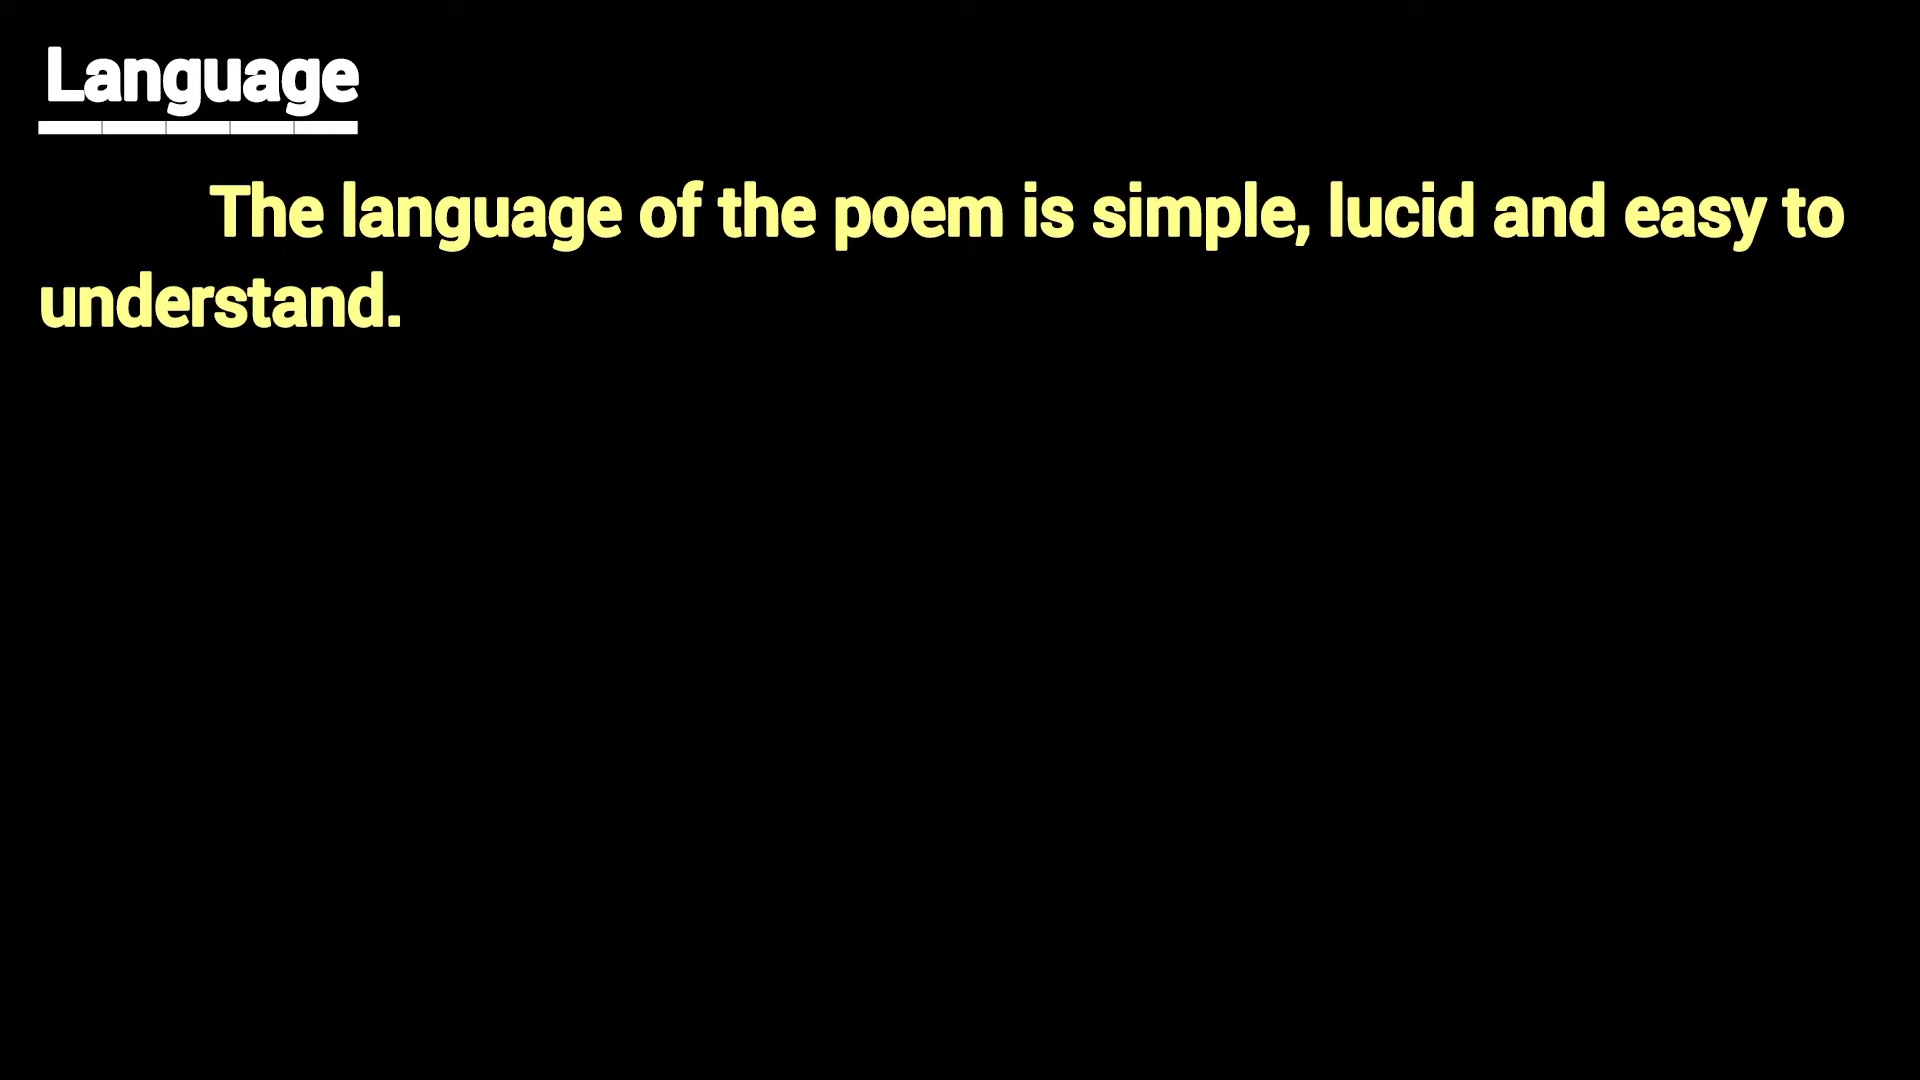 Language
The language of the poem is simple, lucid and easy to
understand.